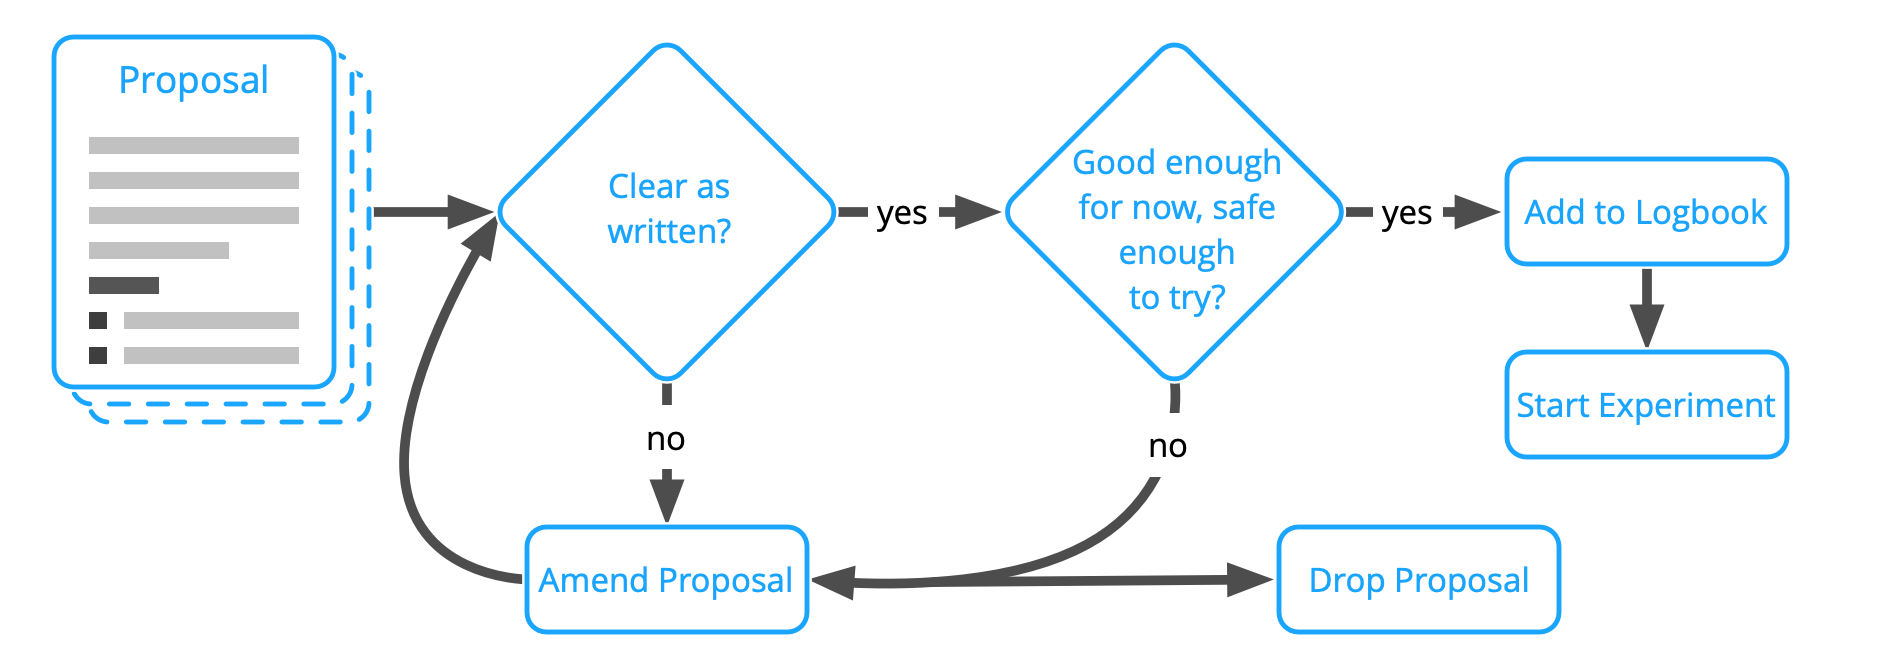 Proposal
Clear as
written?
yes
Good enough
for now, safe
enough
to try?
yes
Add to Logbook
Start Experiment
no
no
Amend Proposal
Drop Proposal